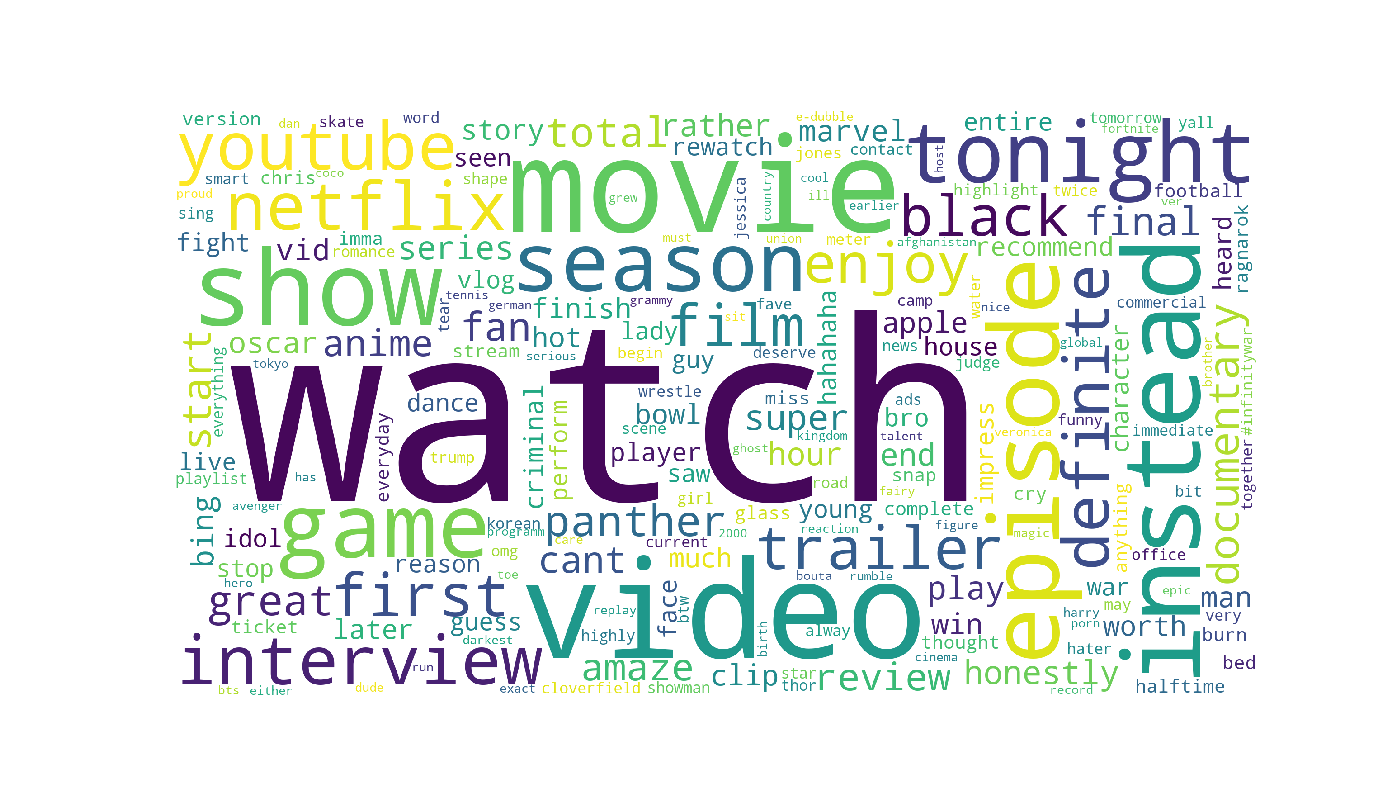 version
dan
skate
word
e-dubble
tomorrow
fortnite
yall
youtube
story
total
rather
marvel
entire
tonight
host
seen
rewatch
jones
contact
smart
chris
coco
shape
movie
cool
ill
highlight
twice
football
proud
netflix
grew
jessica
country
earlier
black
final
ver
sing
fight
vid
imma
romance
series
must
union
meter
afghanistan
recommend
heard
ragnarok
show
vlog
season
enjoy
water
tennis
german
tear
finish
grammy
fave
camp
nice
commercial
fan
hot
lady
film
sit
hahahaha
apple
episode
definite
instead
start
oscar
anime
stream
serious
begin
guy
deserve
news
house
judge
global
documentary
#infinitywar
brother
everything
tokyo
watch
dance
wrestle
miss
ads
character
criminal
perform
bowl
super
bro
impress
veronica
funny
immediate
scene
kingdom
talent
live
everyday
trump
player
ghost
hour
end
together
playlist
has
saw
road
snap
cry
bit
girl
fairy
anything
bing
avenger
game
korean
programm
panther
glass
young
complete
idol
care
current
2000
reaction
figure
magic
stop
reason
omg
cant
much
trailer
office
hero
first
toe
video
bouta
rumble
play
war
man
epic
great
face
btw
replay
may
harry
porn
very
ticket
later
guess
highly
birth
alway
win
worth
burn
darkest
thought
hater
interview
run
amaze
clip
star
cinema
bed
bts
either
dude
exact
cloverfield
showman
thor
review
honestly
record
halftime